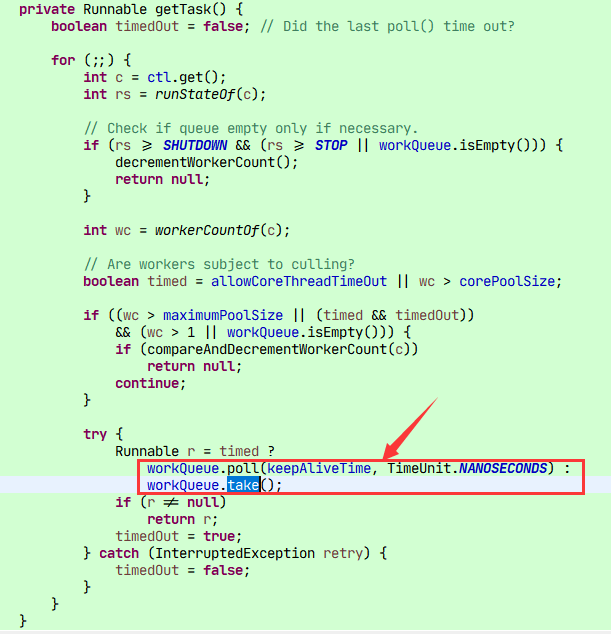 private Runnable getTask() {
    boolean timedOut = false; // Did the last poll() time out?

    for (;;) {
        int c = ctl.get();
        int rs = runStateOf(c);

        // Check if queue empty only if necessary.
        if (rs >= SHUTDOWN && (rs >= STOP || workQueue.isEmpty())) {
            decrementWorkerCount();
            return null;
        }

        int wc = workerCountOf(c);

        // Are workers subject to culling?
        boolean timed = allowCoreThreadTimeOut || wc > corePoolSize;

        if ((wc > maximumPoolSize || (timed && timedOut))
            && (wc > 1 || workQueue.isEmpty())) {
            if (compareAndDecrementWorkerCount(c))
                return null;
            continue;
        }

        try {
            Runnable r = timed ?
                workQueue.poll(keepAliveTime, TimeUnit.NANOSECONDS) :
                workQueue.take();
            if (r != null)
                return r;
            timedOut = true;
        } catch (InterruptedException retry) {
            timedOut = false;
        }
    }
}